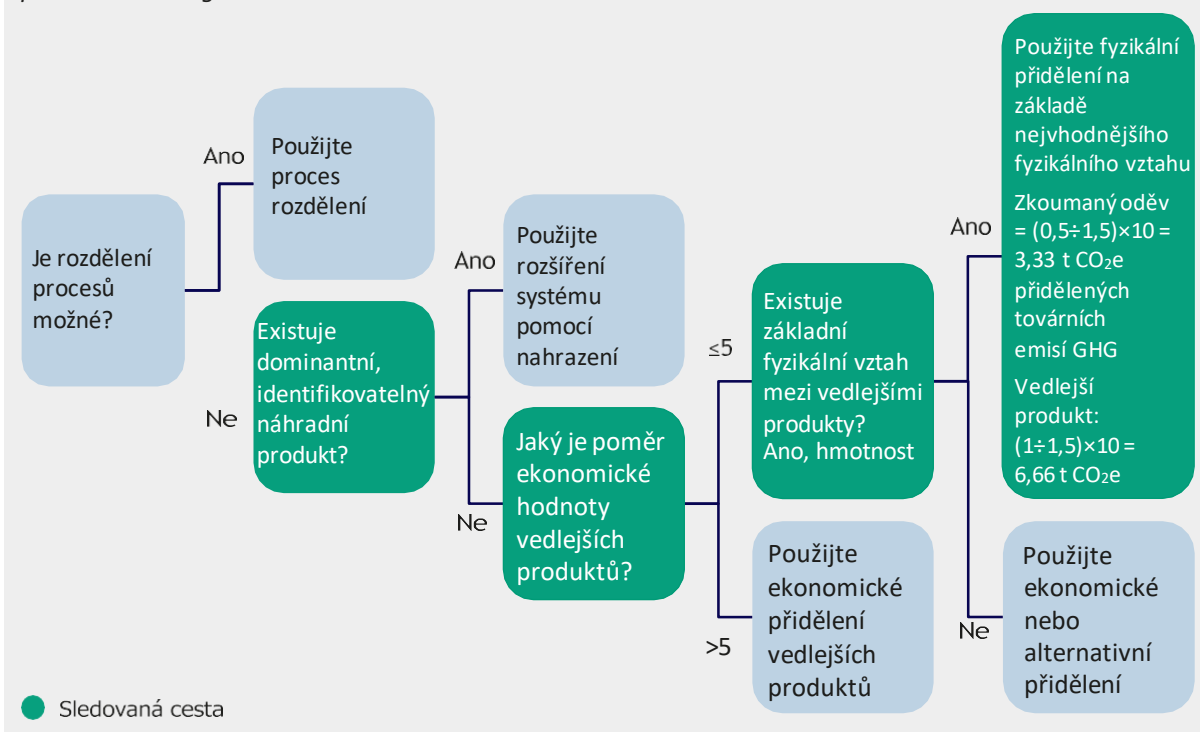 Je rozdělení
procesů
možné?
Ano
Použijte
proces
rozdělení
Ne
Existuje
dominantní,
identifikovatelný
náhradní
produkt?
Ano
Použijte
rozšíření
systému
pomocí
nahrazení
Ne
Jaký je poměr
ekonomické
hodnoty
vedlejších
produktů?
≤5
Existuje
základní
fyzikální vztah
mezi vedlejšími
produkty?
Ano, hmotnost
>5
Použijte
ekonomické
přidělení
vedlejších
produktů
Ano
Použijte fyzikální
přidělení na
základě
nejvhodnějšího
fyzikálního vztahu
Zkoumaný oděv
= (0,5÷1,5)×10 =
3,33 t CO₂e
přidělených
továrních
emisí GHG
Vedlejší
produkt:
(1÷1,5)×10 =
6,66 t CO₂e
Ne
Použijte
ekonomické
nebo
alternativní
přidělení
Sledovaná cesta